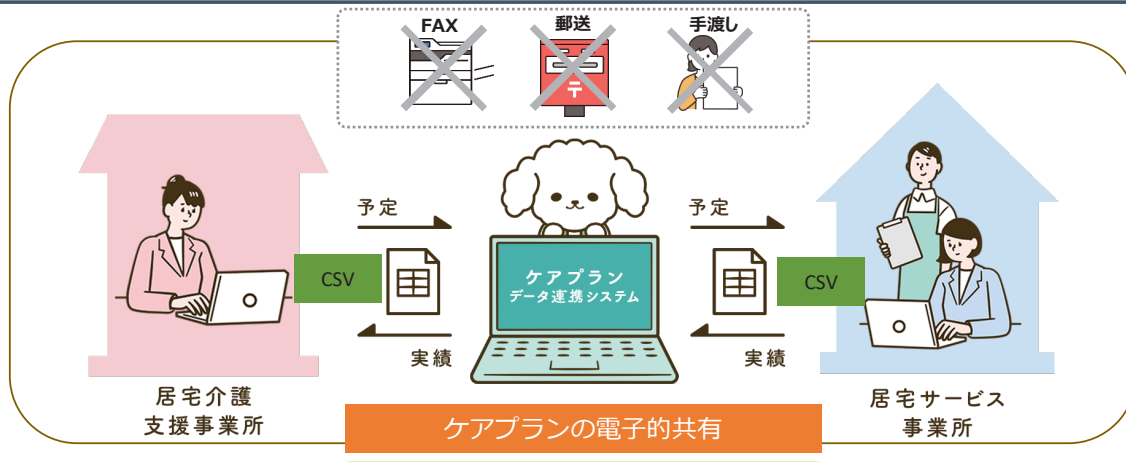 FAX
郵送
手渡し
〒
予定
予定
CSV
CSV
ケアプラン
データ連携システム
実績
実績
居宅介護
支援事業所
居宅サービス
事業所
ケアプランの電子的共有